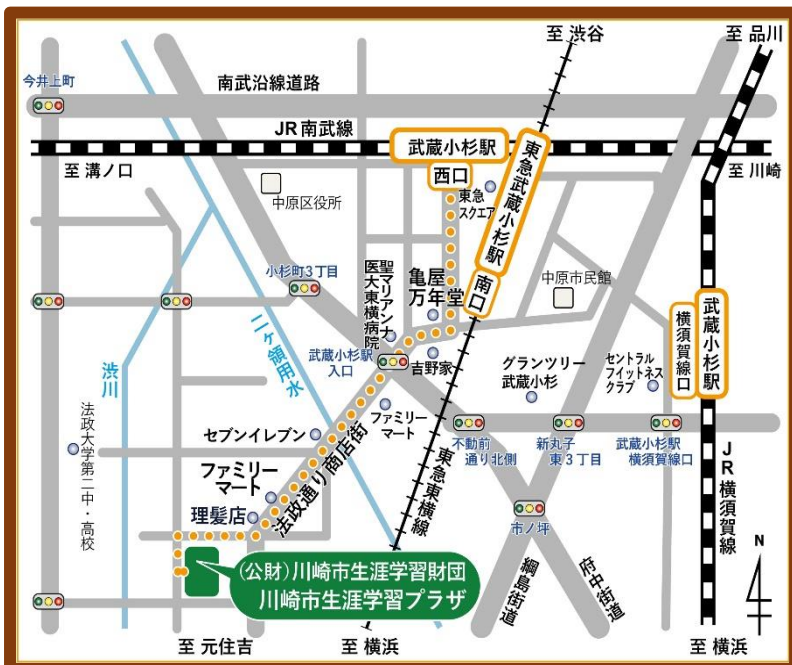 至 渋谷
至 品川
今井上町
南武沿線道路
JR南武線
武蔵小杉駅
西口
至 溝ノ口
至 川崎
中原区役所
東急
スクエア
東急武蔵小杉駅
南口
小杉町3丁目
聖マリアンナ
医大東横病院
亀屋
万年堂
中原市民館
武蔵小杉駅
横須賀線口
二ヶ領用水
渋川
武蔵小杉駅
入口
吉野家
グランツリー
武蔵小杉
セントラル
フィットネス
クラブ
法政大学第二中・高校
セブンイレブン
ファミリー
マート
不動前
通り北側
新丸子
東3丁目
武蔵小杉駅
横須賀線口
ファミリー
マート
法政通り商店街
東急東横線
JR横須賀線
理髪店
市ノ坪
N
(公財)川崎市生涯学習財団
川崎市生涯学習プラザ
綱島街道
府中街道
至 元住吉
至 横浜
至 横浜